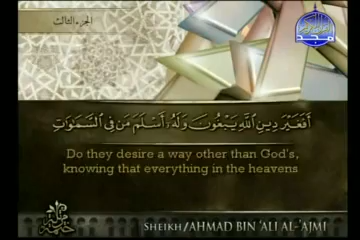 الجزء الثالث
أَفَغَيْرَ دِينِ اللَّهِ يَبْغُونَ وَلَهُ أَسْلَمَ مَن فِي السَّمَوَاتِ
Do they desire a way other than God's,
knowing that everything in the heavens
SHEIKH/AHMAD BIN 'ALI AL-'AJMI